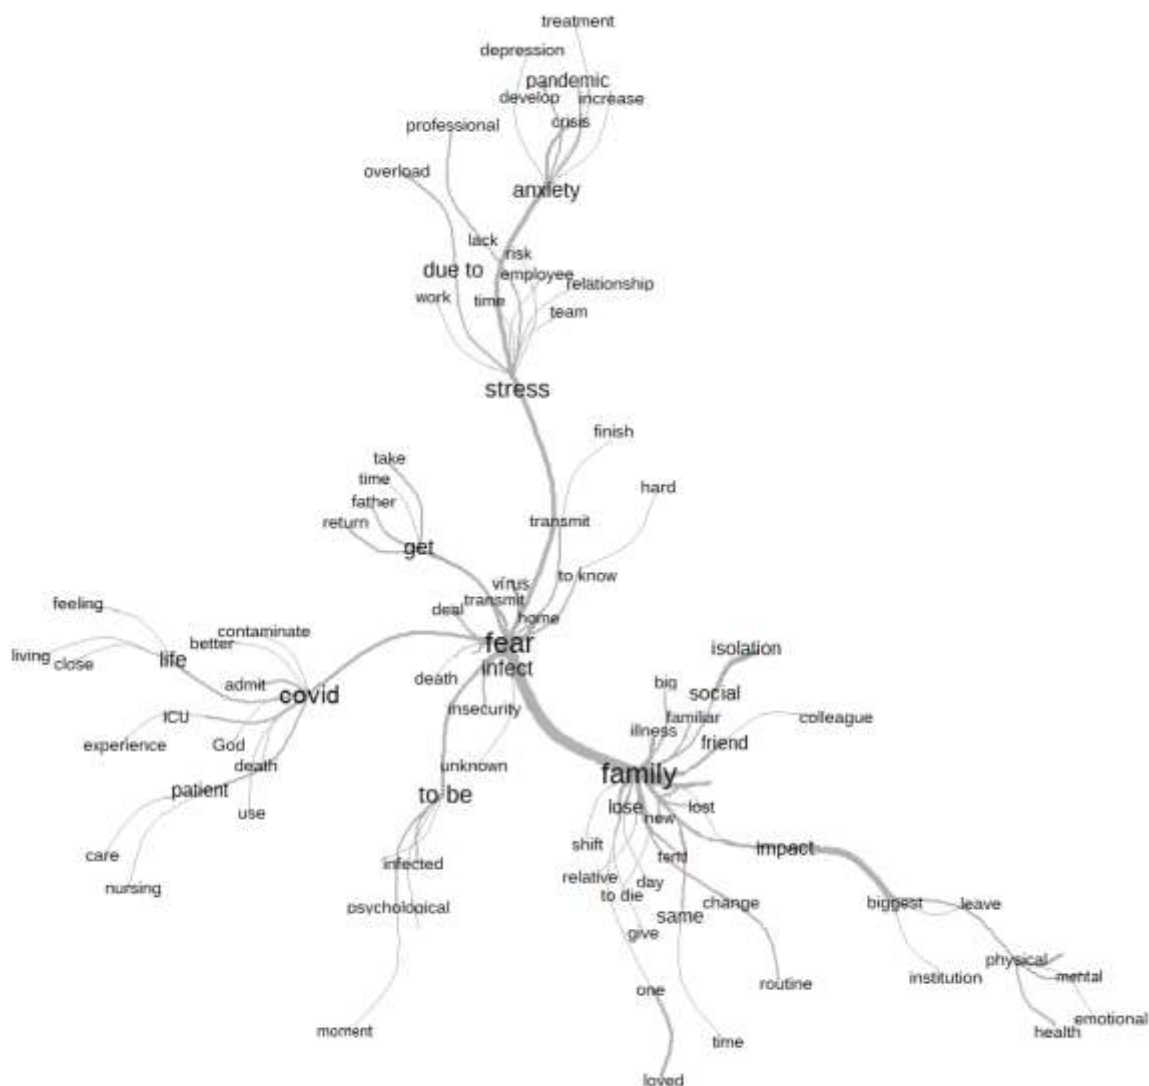 treatment
depression
pandemic
develop
increase
crisis
professional
overload
anxiety
lack
risk
due to
employee
relationship
work
time
team
stress
finish
take
time
hard
father
return
transmit
get
virus
to know
transmit
deal
home
feeling
contaminate
better
fear
isolation
living
close
life
infect
death
big
admit
covid
social
insecurity
ICU
familiar
colleague
illness
experience
God
friend
death
unknown
family
patient
to be
use
lose
lost
new
shift
impact
care
infected
tend
nursing
relative
day
to die
psychological
change
biggest
leave
same
give
physical
institution
mental
one
routine
emotional
moment
health
time
loved